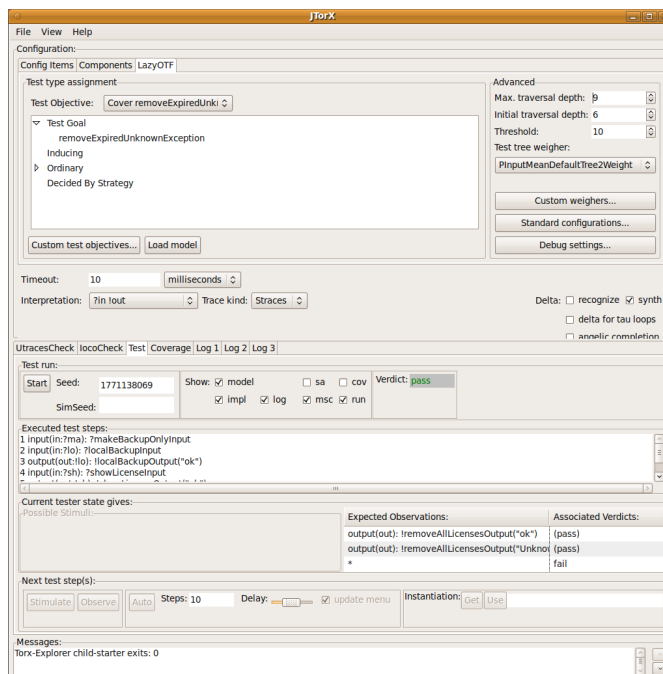 JTorX
File View Help
Configuration:
Config Items Components LazyOTF
Test type assignment
Test Objective: Cover removeExpiredUnk
Test Goal
removeExpiredUnknownException
Inducing
Ordinary
Decided By Strategy
Custom test objectives... Load model
Advanced
Max. traversal depth: 9
Initial traversal depth: 6
Threshold: 10
Test tree weigher:
PInputMeanDefaultTree2Weight
Custom weighers...
Standard configurations...
Debug settings...
Timeout: 10 milliseconds
Interpretation: ?in !out Trace kind: Straces Delta: recognize synth
delta for tau loops
angelic completion
UtracesCheck IocoCheck Test Coverage Log 1 Log 2 Log 3
Test run:
Start Seed: 1771138069 Show: model sa cov Verdict: pass
SimSeed: impl log msc run
Executed test steps:
1 input(in:?ma): ?makeBackupOnlyInput
2 input(in:?lo): ?localBackupInput
3 output(out:!lo): !localBackupOutput("ok")
4 input(in:?sh): ?showLicenseInput
Current tester state gives:
Possible Stimuli:
Expected Observations: Associated Verdicts:
output(out): !removeAllLicensesOutput("ok") (pass)
output(out): !removeAllLicensesOutput("Unkno (pass)
* fail
Next test step(s):
Stimulate Observe Auto Steps: 10 Delay: update menu Instantiation: Get Use
Messages:
Torx-Explorer child-starter exits: 0